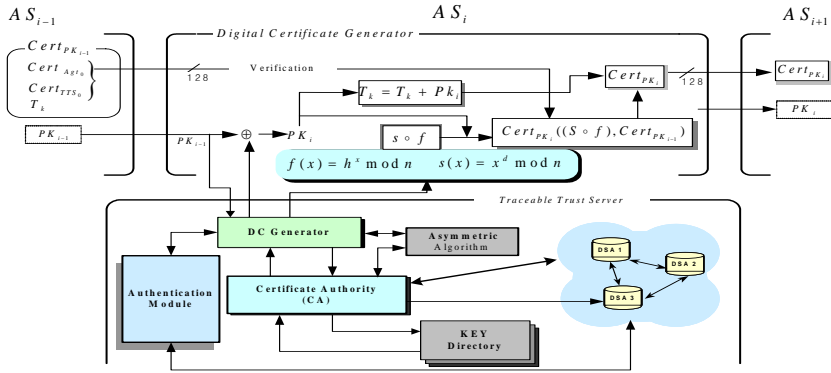 AS_{i-1}
AS_i
AS_{i+1}
Digital Certificate Generator
Cert_{PK_{i-1}}
Cert_{Agt_0}
Cert_{TTS_0}
T_k
128
Verification
T_k = T_k + Pk_i
Cert_{PK_i}
128
Cert_{PK_i}
PK_i
PK_{i-1}
PK_{i-1}
⊕
PK_i
s ∘ f
Cert_{PK_i}((S ∘ f), Cert_{PK_{i-1}})
f(x) = h^x mod n s(x) = x^d mod n
Traceable Trust Server
DC Generator
Asymmetric
Algorithm
Authentication
Module
Certificate Authority
(CA)
KEY
Directory
DSA 1
DSA 2
DSA 3